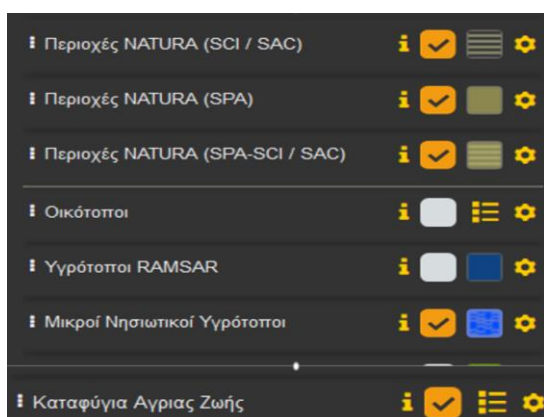 Περιοχές NATURA (SCI / SAC)
Περιοχές NATURA (SPA)
Περιοχές NATURA (SPA-SCI / SAC)
Οικότοποι
Υγρότοποι RAMSAR
Μικροί Νησιωτικοί Υγρότοποι
Καταφύγια Αγριας Ζωής